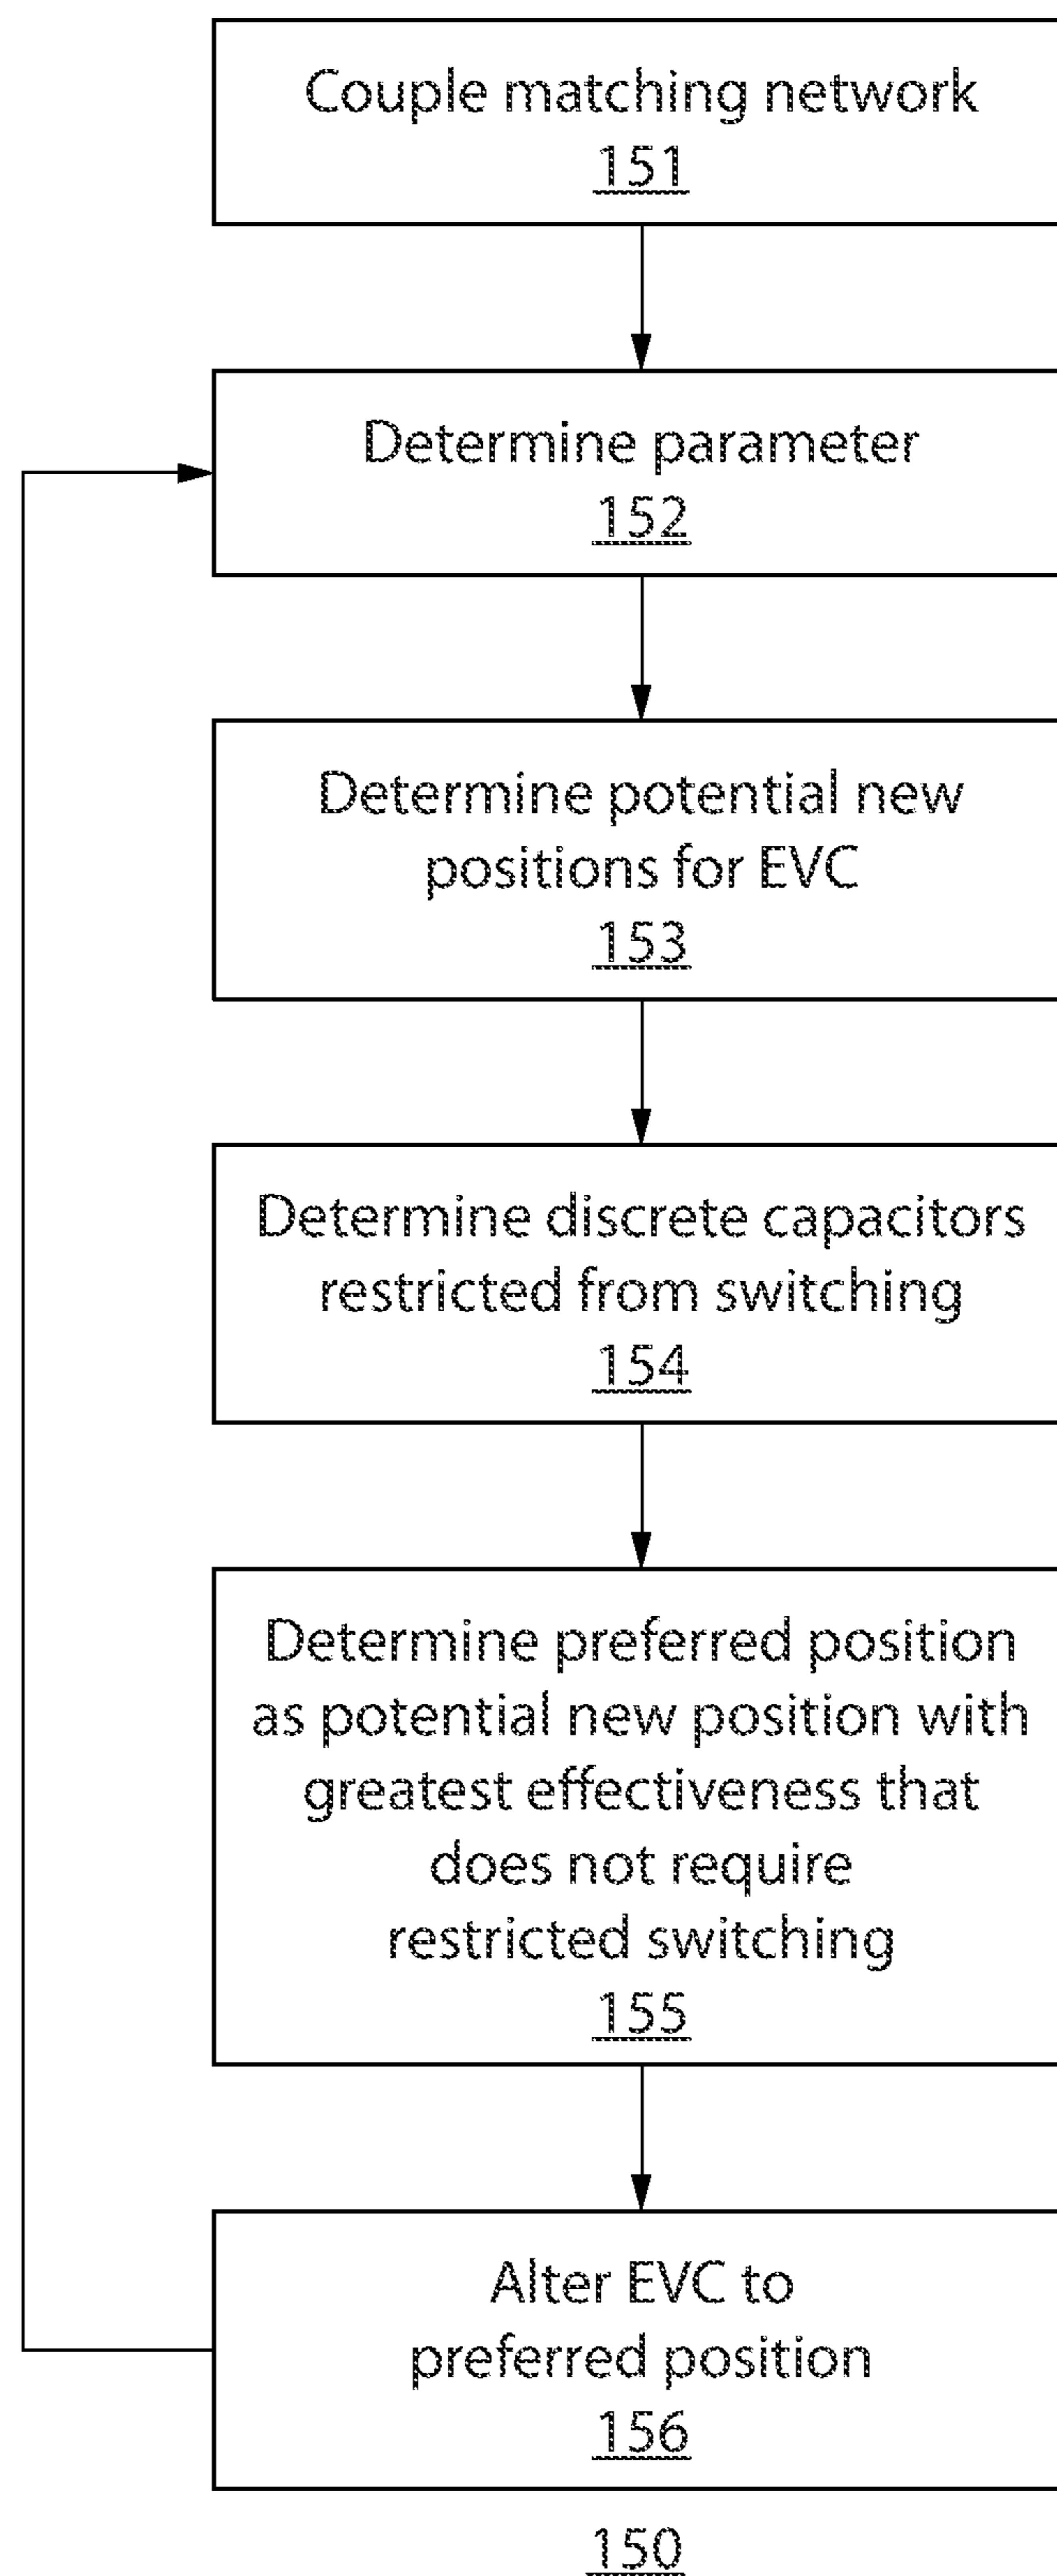 Couple matching network
151
Determine parameter
152
Determine potential new
positions for EVC
153
Determine discrete capacitors
restricted from switching
154
Determine preferred position
as potential new position with
greatest effectiveness that
does not require
restricted switching
155
Alter EVC to
preferred position
156
150